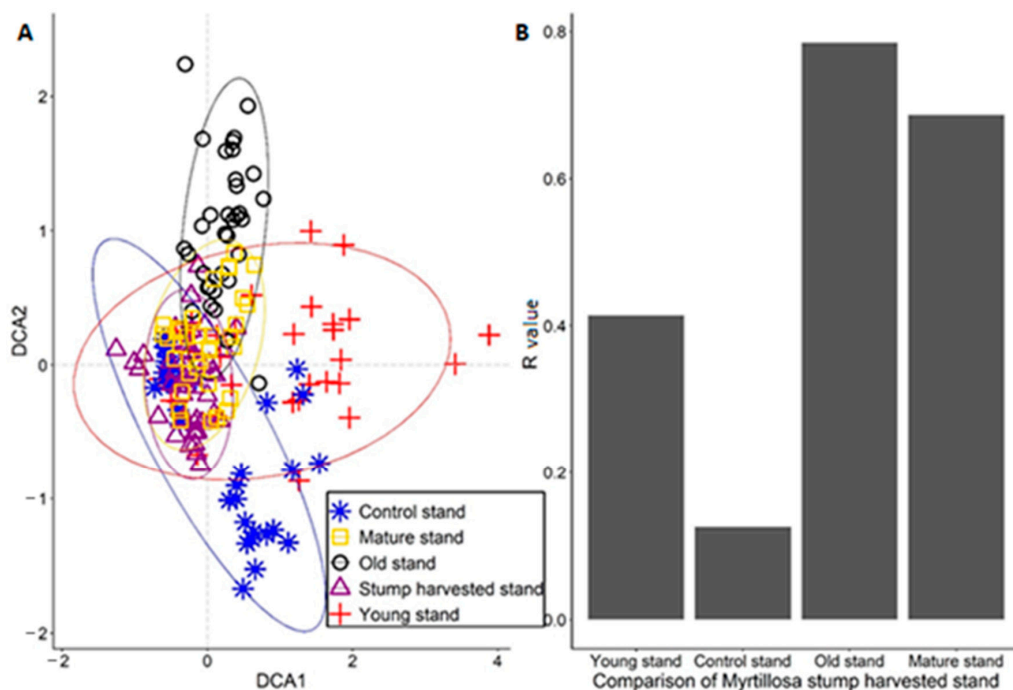 A
DCA2
2
1
0
−1
−2
−2
0
2
4
DCA1
Control stand
Mature stand
Old stand
Stump harvested stand
Young stand
B
R value
0.8
0.6
0.4
0.2
0.0
Young stand
Control stand
Old stand
Mature stand
Comparison of Myrtillosa stump harvested stand